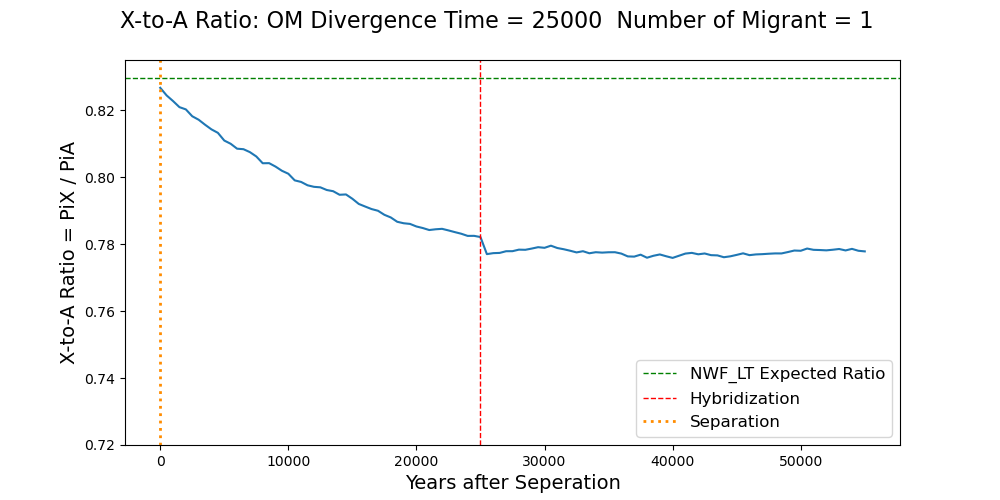 X-to-A Ratio: OM Divergence Time = 25000  Number of Migrant = 1
X-to-A Ratio = PiX / PiA
0.82
0.80
0.78
0.76
0.74
0.72
NWF_LT Expected Ratio
Hybridization
Separation
0
10000
20000
30000
40000
50000
Years after Seperation